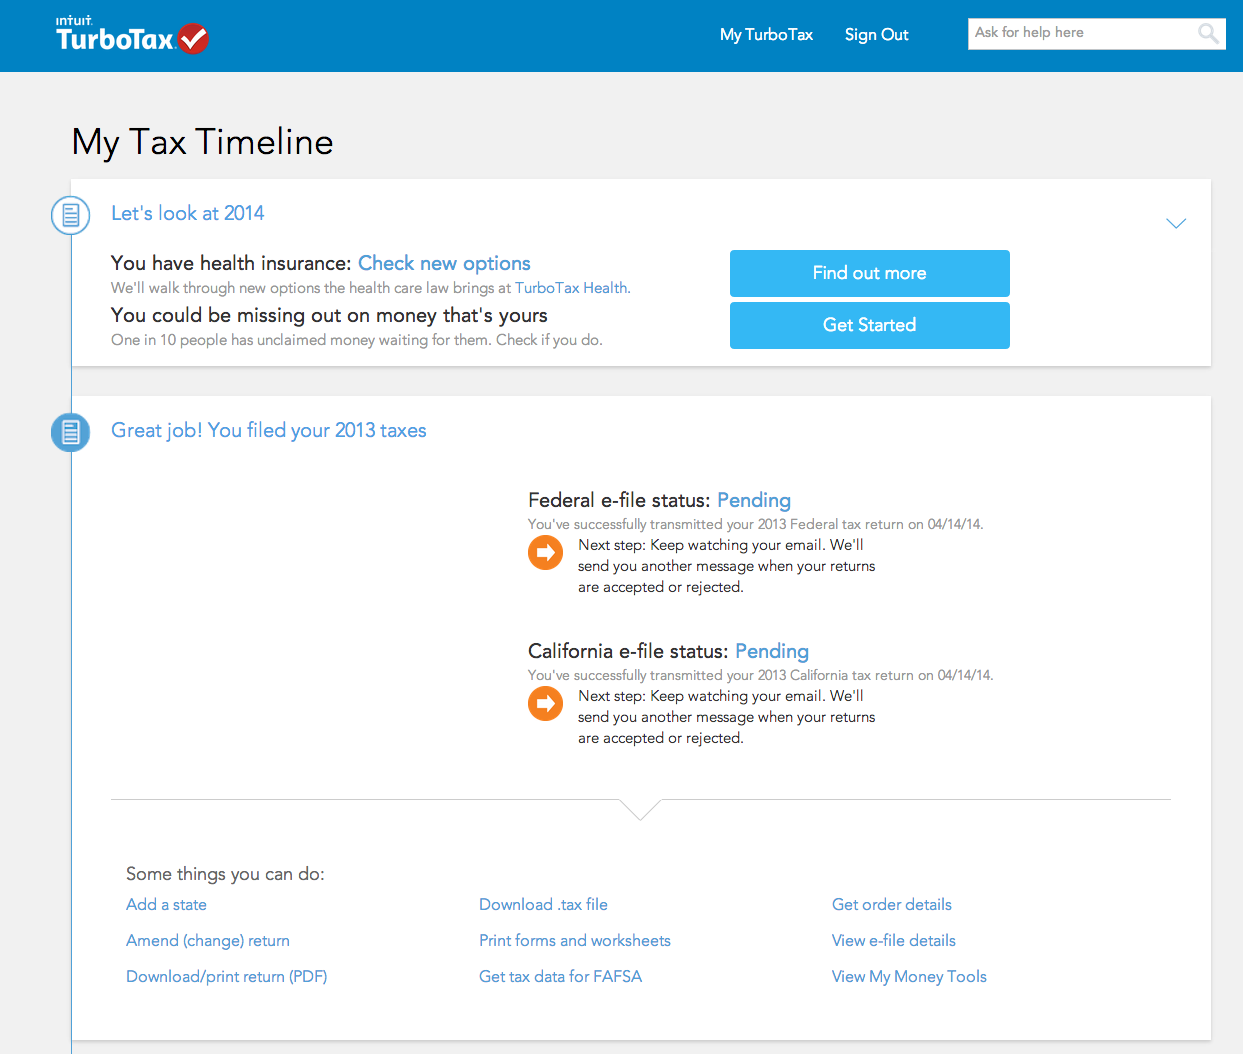 intuit.
TurboTax.
My TurboTax
Sign Out
Ask for help here
My Tax Timeline
Let's look at 2014
You have health insurance: Check new options
We'll walk through new options the health care law brings at TurboTax Health.
Find out more
You could be missing out on money that's yours
One in 10 people has unclaimed money waiting for them. Check if you do.
Get Started
Great job! You filed your 2013 taxes
Federal e-file status: Pending
You've successfully transmitted your 2013 Federal tax return on 04/14/14.
Next step: Keep watching your email. We'll
send you another message when your returns
are accepted or rejected.
California e-file status: Pending
You've successfully transmitted your 2013 California tax return on 04/14/14.
Next step: Keep watching your email. We'll
send you another message when your returns
are accepted or rejected.
Some things you can do:
Add a state
Download .tax file
Get order details
Amend (change) return
Print forms and worksheets
View e-file details
Download/print return (PDF)
Get tax data for FAFSA
View My Money Tools